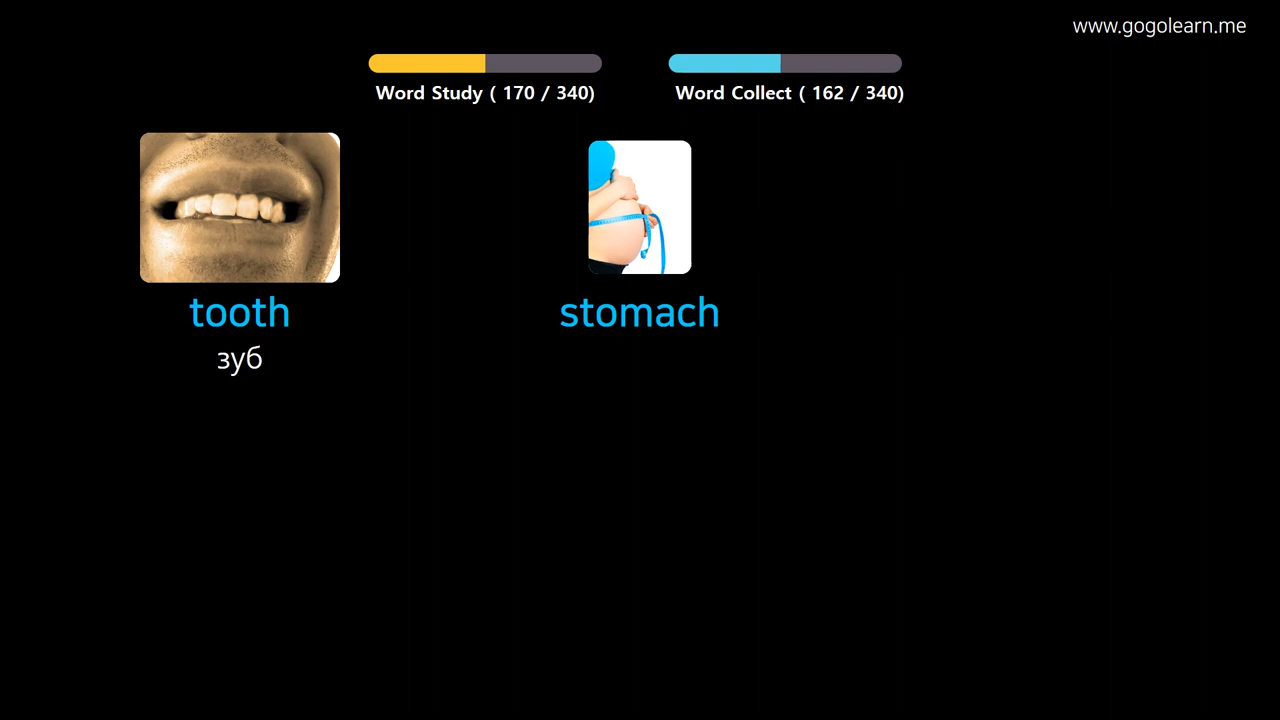 www.gogolearn.me
Word Study ( 170 / 340)
Word Collect ( 162 / 340)
tooth
зуб
stomach